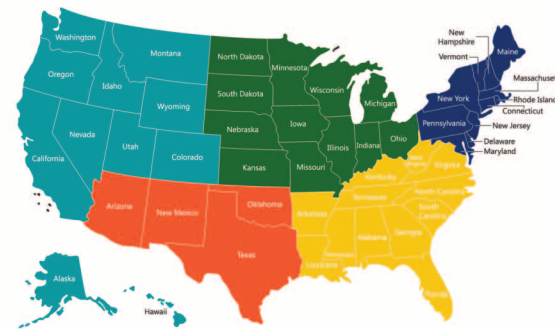 Washington
Montana
North Dakota
Minnesota
Oregon
Idaho
Wyoming
South Dakota
Wisconsin
Michigan
New
Hampshire
Vermont
Maine
Massachuse
New York
Rhode Island
Connecticut
Pennsylvania
New Jersey
Delaware
Maryland
Nevada
Utah
Colorado
California
Nebraska
Iowa
Kansas
Missouri
Illinois
Indiana
Ohio
Virginia
Kentucky
Tennessee
North Carolina
South
Carolina
Arizona
New Mexico
Oklahoma
Arkansas
Texas
Louisiana
Alabama
Georgia
Florida
Alaska
Hawaii